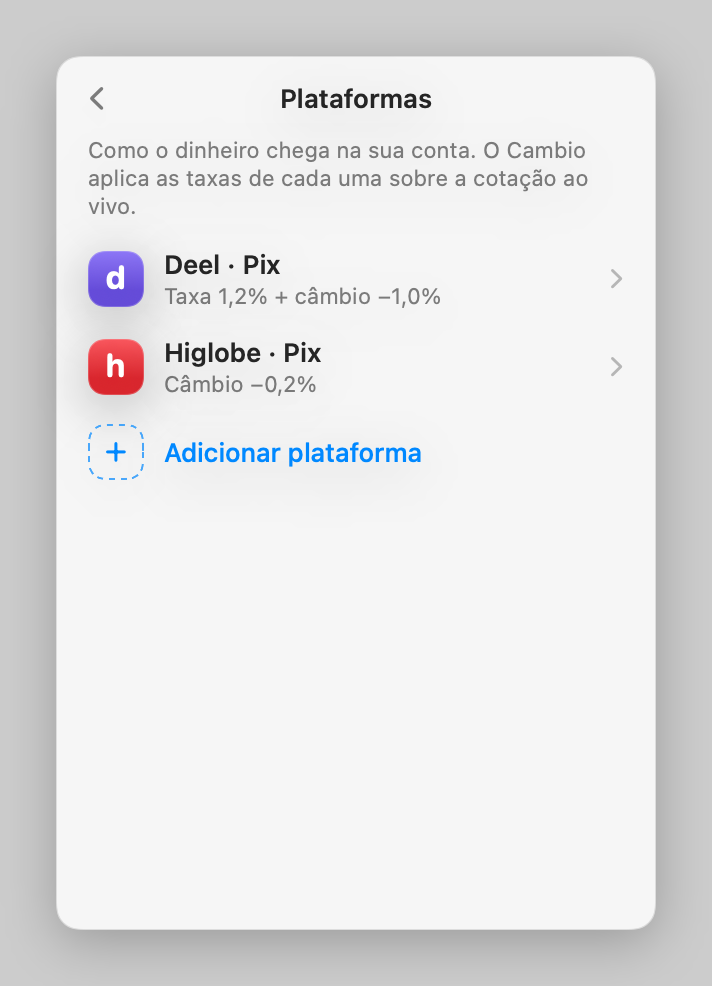 Plataformas
Como o dinheiro chega na sua conta. O Cambio
aplica as taxas de cada uma sobre a cotação ao
vivo.
d
Deel · Pix
Taxa 1,2% + câmbio −1,0%
h
Higlobe · Pix
Câmbio −0,2%
+
Adicionar plataforma